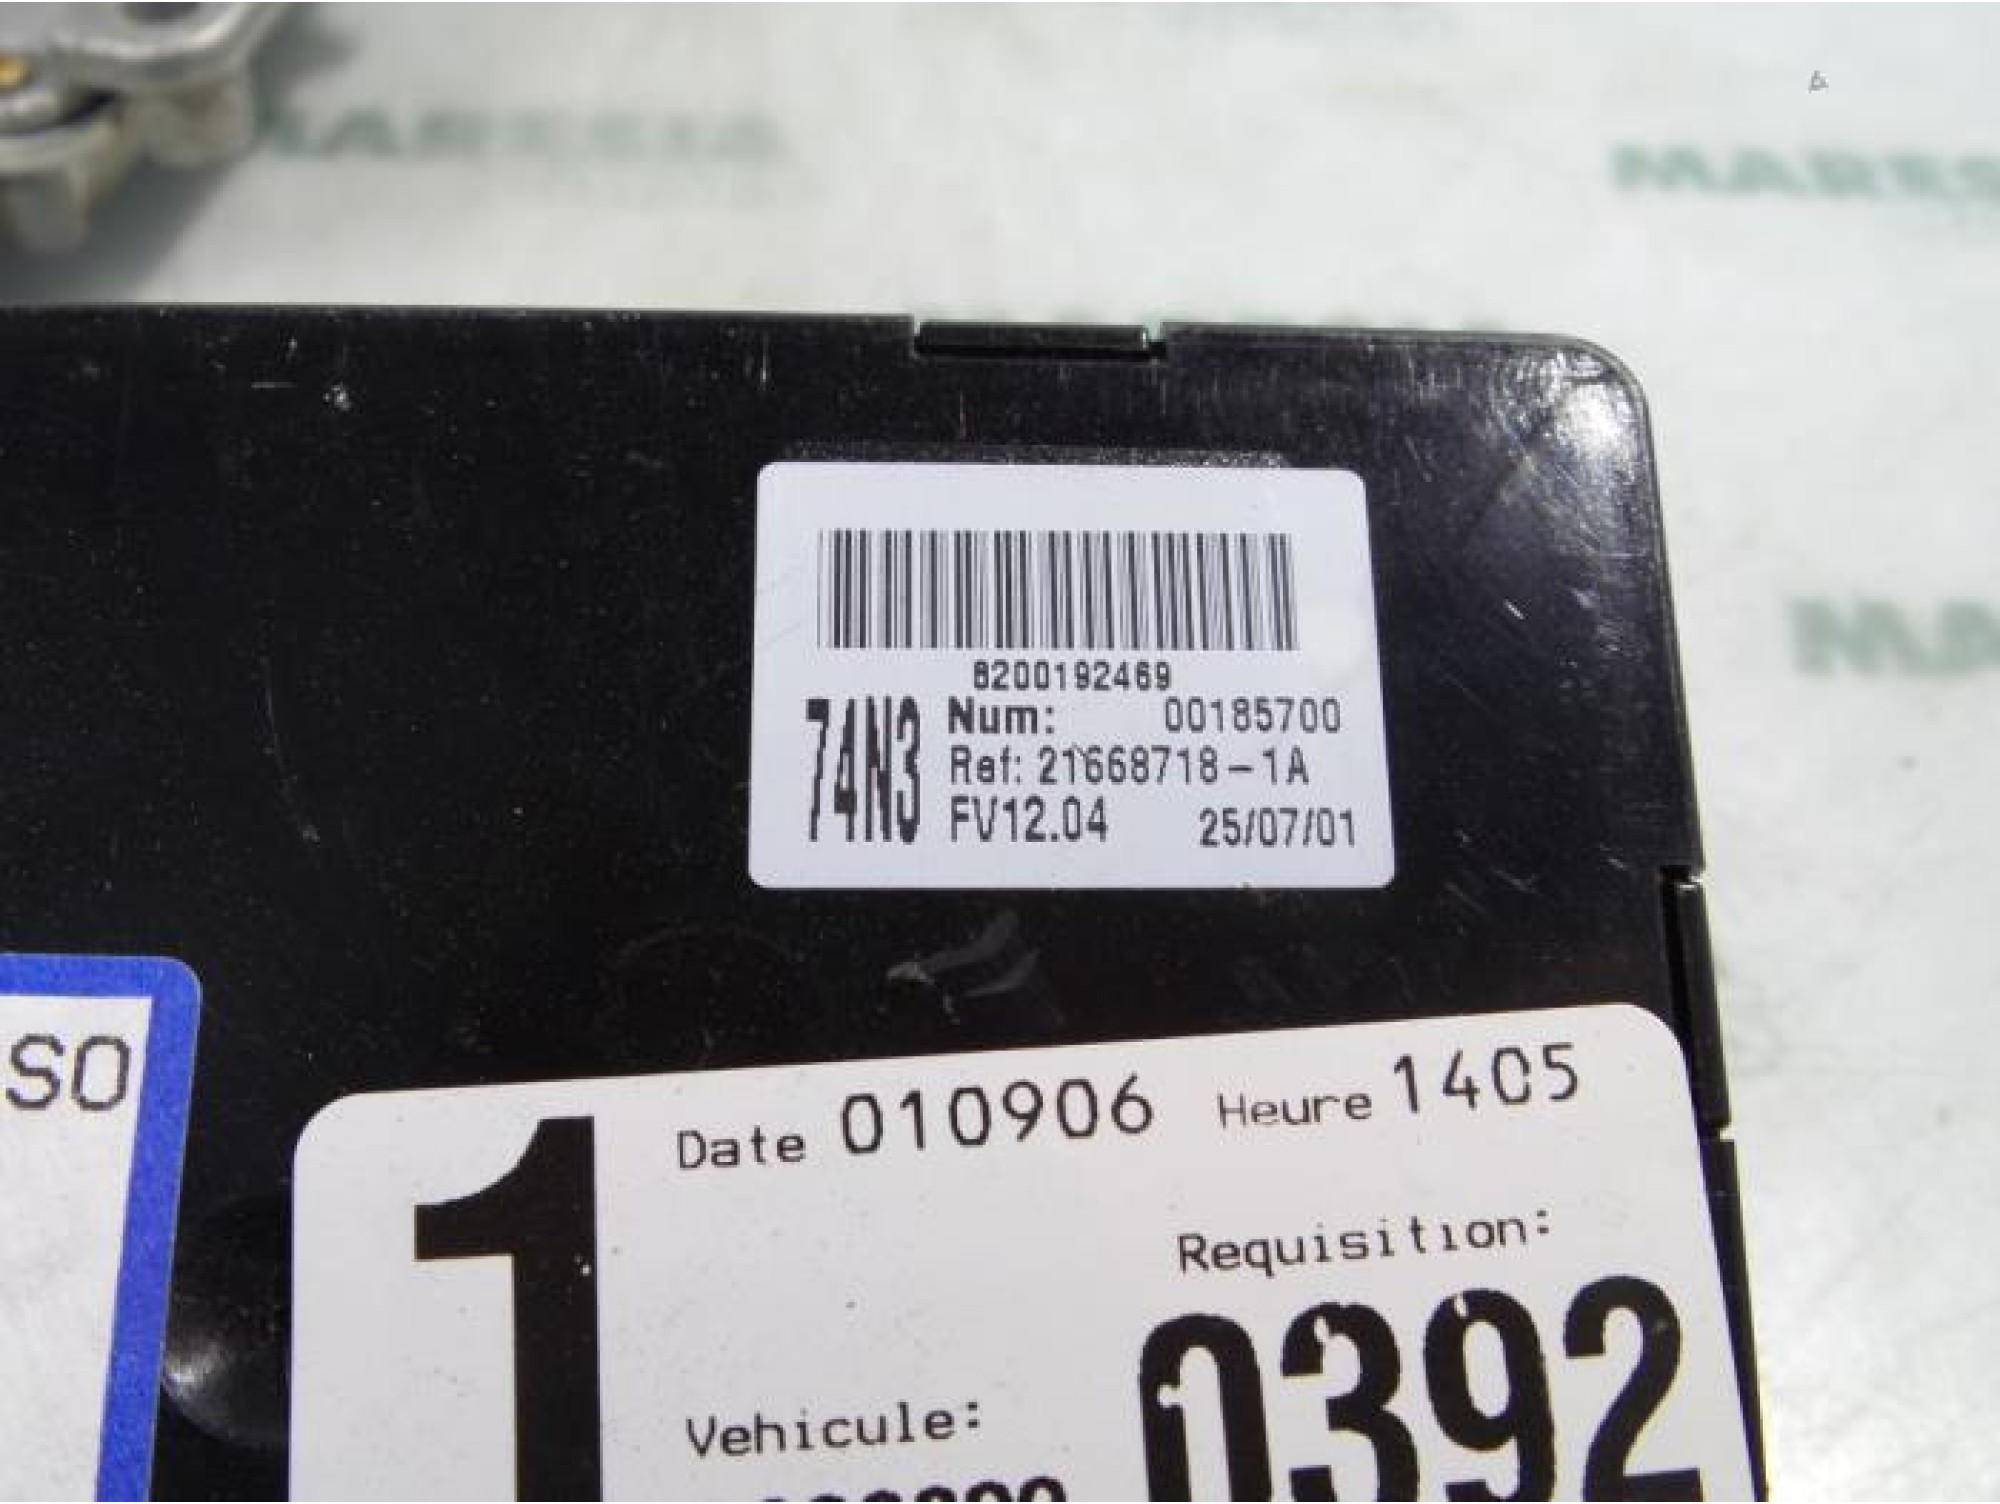 MARESIA
8200192469
74N3
Num: 00185700
Ref: 21668718-1A
FV12.04 25/07/01
SO
1
Date 010906 Heure 1405
Requisition:
0392
Vehicule: